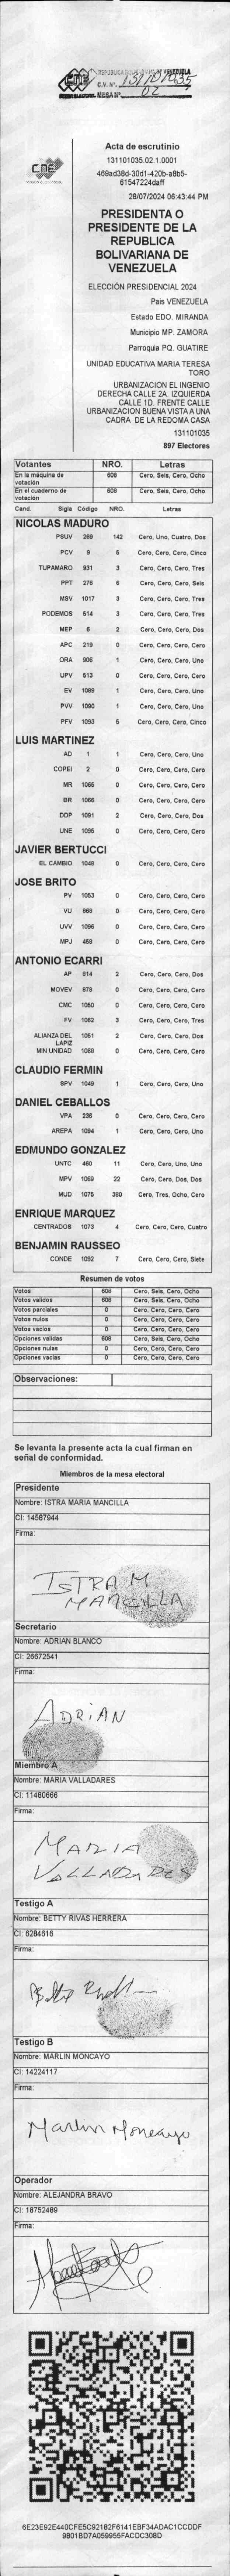 REPUBLICA BOLIVARIANA DE VENEZUELA
C.V. N°. 131101035
CNE
PODER ELECTORAL MESA N° 02
CNE
Acta de escrutinio
131101035.02.1.0001
469ad38d-30d1-420b-a8b5-
61547224daff
28/07/2024 06:43:44 PM
PRESIDENTA O
PRESIDENTE DE LA
REPUBLICA
BOLIVARIANA DE
VENEZUELA
ELECCIÓN PRESIDENCIAL 2024
Pais VENEZUELA
Estado EDO. MIRANDA
Municipio MP. ZAMORA
Parroquia PQ. GUATIRE
UNIDAD EDUCATIVA MARIA TERESA
TORO
URBANIZACION EL INGENIO
DERECHA CALLE 2A. IZQUIERDA
CALLE 1D. FRENTE CALLE
URBANIZACION BUENA VISTA A UNA
CADRA DE LA REDOMA CASA
131101035
897 Electores
Votantes NRO. Letras
En la máquina de votación 608 Cero, Seis, Cero, Ocho
En el cuaderno de votación 608 Cero, Seis, Cero, Ocho
Cand. Sigla Código NRO. Letras
NICOLAS MADURO
PSUV 269 142 Cero, Uno, Cuatro, Dos
PCV 9 5 Cero, Cero, Cero, Cinco
TUPAMARO 931 3 Cero, Cero, Cero, Tres
PPT 276 6 Cero, Cero, Cero, Seis
MSV 1017 3 Cero, Cero, Cero, Tres
PODEMOS 514 3 Cero, Cero, Cero, Tres
MEP 6 2 Cero, Cero, Cero, Dos
APC 219 0 Cero, Cero, Cero, Cero
ORA 906 1 Cero, Cero, Cero, Uno
UPV 513 0 Cero, Cero, Cero, Cero
EV 1089 1 Cero, Cero, Cero, Uno
PVV 1090 1 Cero, Cero, Cero, Uno
PFV 1093 5 Cero, Cero, Cero, Cinco
LUIS MARTINEZ
AD 1 1 Cero, Cero, Cero, Uno
COPEI 2 0 Cero, Cero, Cero, Cero
MR 1065 0 Cero, Cero, Cero, Cero
BR 1066 0 Cero, Cero, Cero, Cero
DDP 1091 2 Cero, Cero, Cero, Dos
UNE 1095 0 Cero, Cero, Cero, Cero
JAVIER BERTUCCI
EL CAMBIO 1048 0 Cero, Cero, Cero, Cero
JOSE BRITO
PV 1053 0 Cero, Cero, Cero, Cero
VU 868 0 Cero, Cero, Cero, Cero
UVV 1096 0 Cero, Cero, Cero, Cero
MPJ 458 0 Cero, Cero, Cero, Cero
ANTONIO ECARRI
AP 814 2 Cero, Cero, Cero, Dos
MOVEV 878 0 Cero, Cero, Cero, Cero
CMC 1050 0 Cero, Cero, Cero, Cero
FV 1062 3 Cero, Cero, Cero, Tres
ALIANZA DEL LAPIZ 1051 2 Cero, Cero, Cero, Dos
MIN UNIDAD 1068 0 Cero, Cero, Cero, Cero
CLAUDIO FERMIN
SPV 1049 1 Cero, Cero, Cero, Uno
DANIEL CEBALLOS
VPA 236 0 Cero, Cero, Cero, Cero
AREPA 1094 1 Cero, Cero, Cero, Uno
EDMUNDO GONZALEZ
UNTC 460 11 Cero, Cero, Uno, Uno
MPV 1069 22 Cero, Cero, Dos, Dos
MUD 1075 380 Cero, Tres, Ocho, Cero
ENRIQUE MARQUEZ
CENTRADOS 1073 4 Cero, Cero, Cero, Cuatro
BENJAMIN RAUSSEO
CONDE 1092 7 Cero, Cero, Cero, Siete
Resumen de votos
Votos 608 Cero, Seis, Cero, Ocho
Votos validos 608 Cero, Seis, Cero, Ocho
Votos parciales 0 Cero, Cero, Cero, Cero
Votos nulos 0 Cero, Cero, Cero, Cero
Votos vacios 0 Cero, Cero, Cero, Cero
Opciones validas 608 Cero, Seis, Cero, Ocho
Opciones nulas 0 Cero, Cero, Cero, Cero
Opciones vacias 0 Cero, Cero, Cero, Cero
Observaciones:
Se levanta la presente acta la cual firman en
señal de conformidad.
Miembros de la mesa electoral
Presidente
Nombre: ISTRA MARIA MANCILLA
CI: 14587944
Firma:
ISTRA M
MANCILLA
Secretario
Nombre: ADRIAN BLANCO
CI: 26672541
Firma:
ADRIAN
Miembro A
Nombre: MARIA VALLADARES
CI: 11480666
Firma:
MARIA
VALLADARES
Testigo A
Nombre: BETTY RIVAS HERRERA
CI: 6284616
Firma:
Testigo B
Nombre: MARLIN MONCAYO
CI: 14224117
Firma:
Marlin Moncayo
Operador
Nombre: ALEJANDRA BRAVO
CI: 18752489
Firma:
6E23E92E440CFE5C92182F6141EBF34ADAC1CCDDF
9801BD7A059955FACDC308D